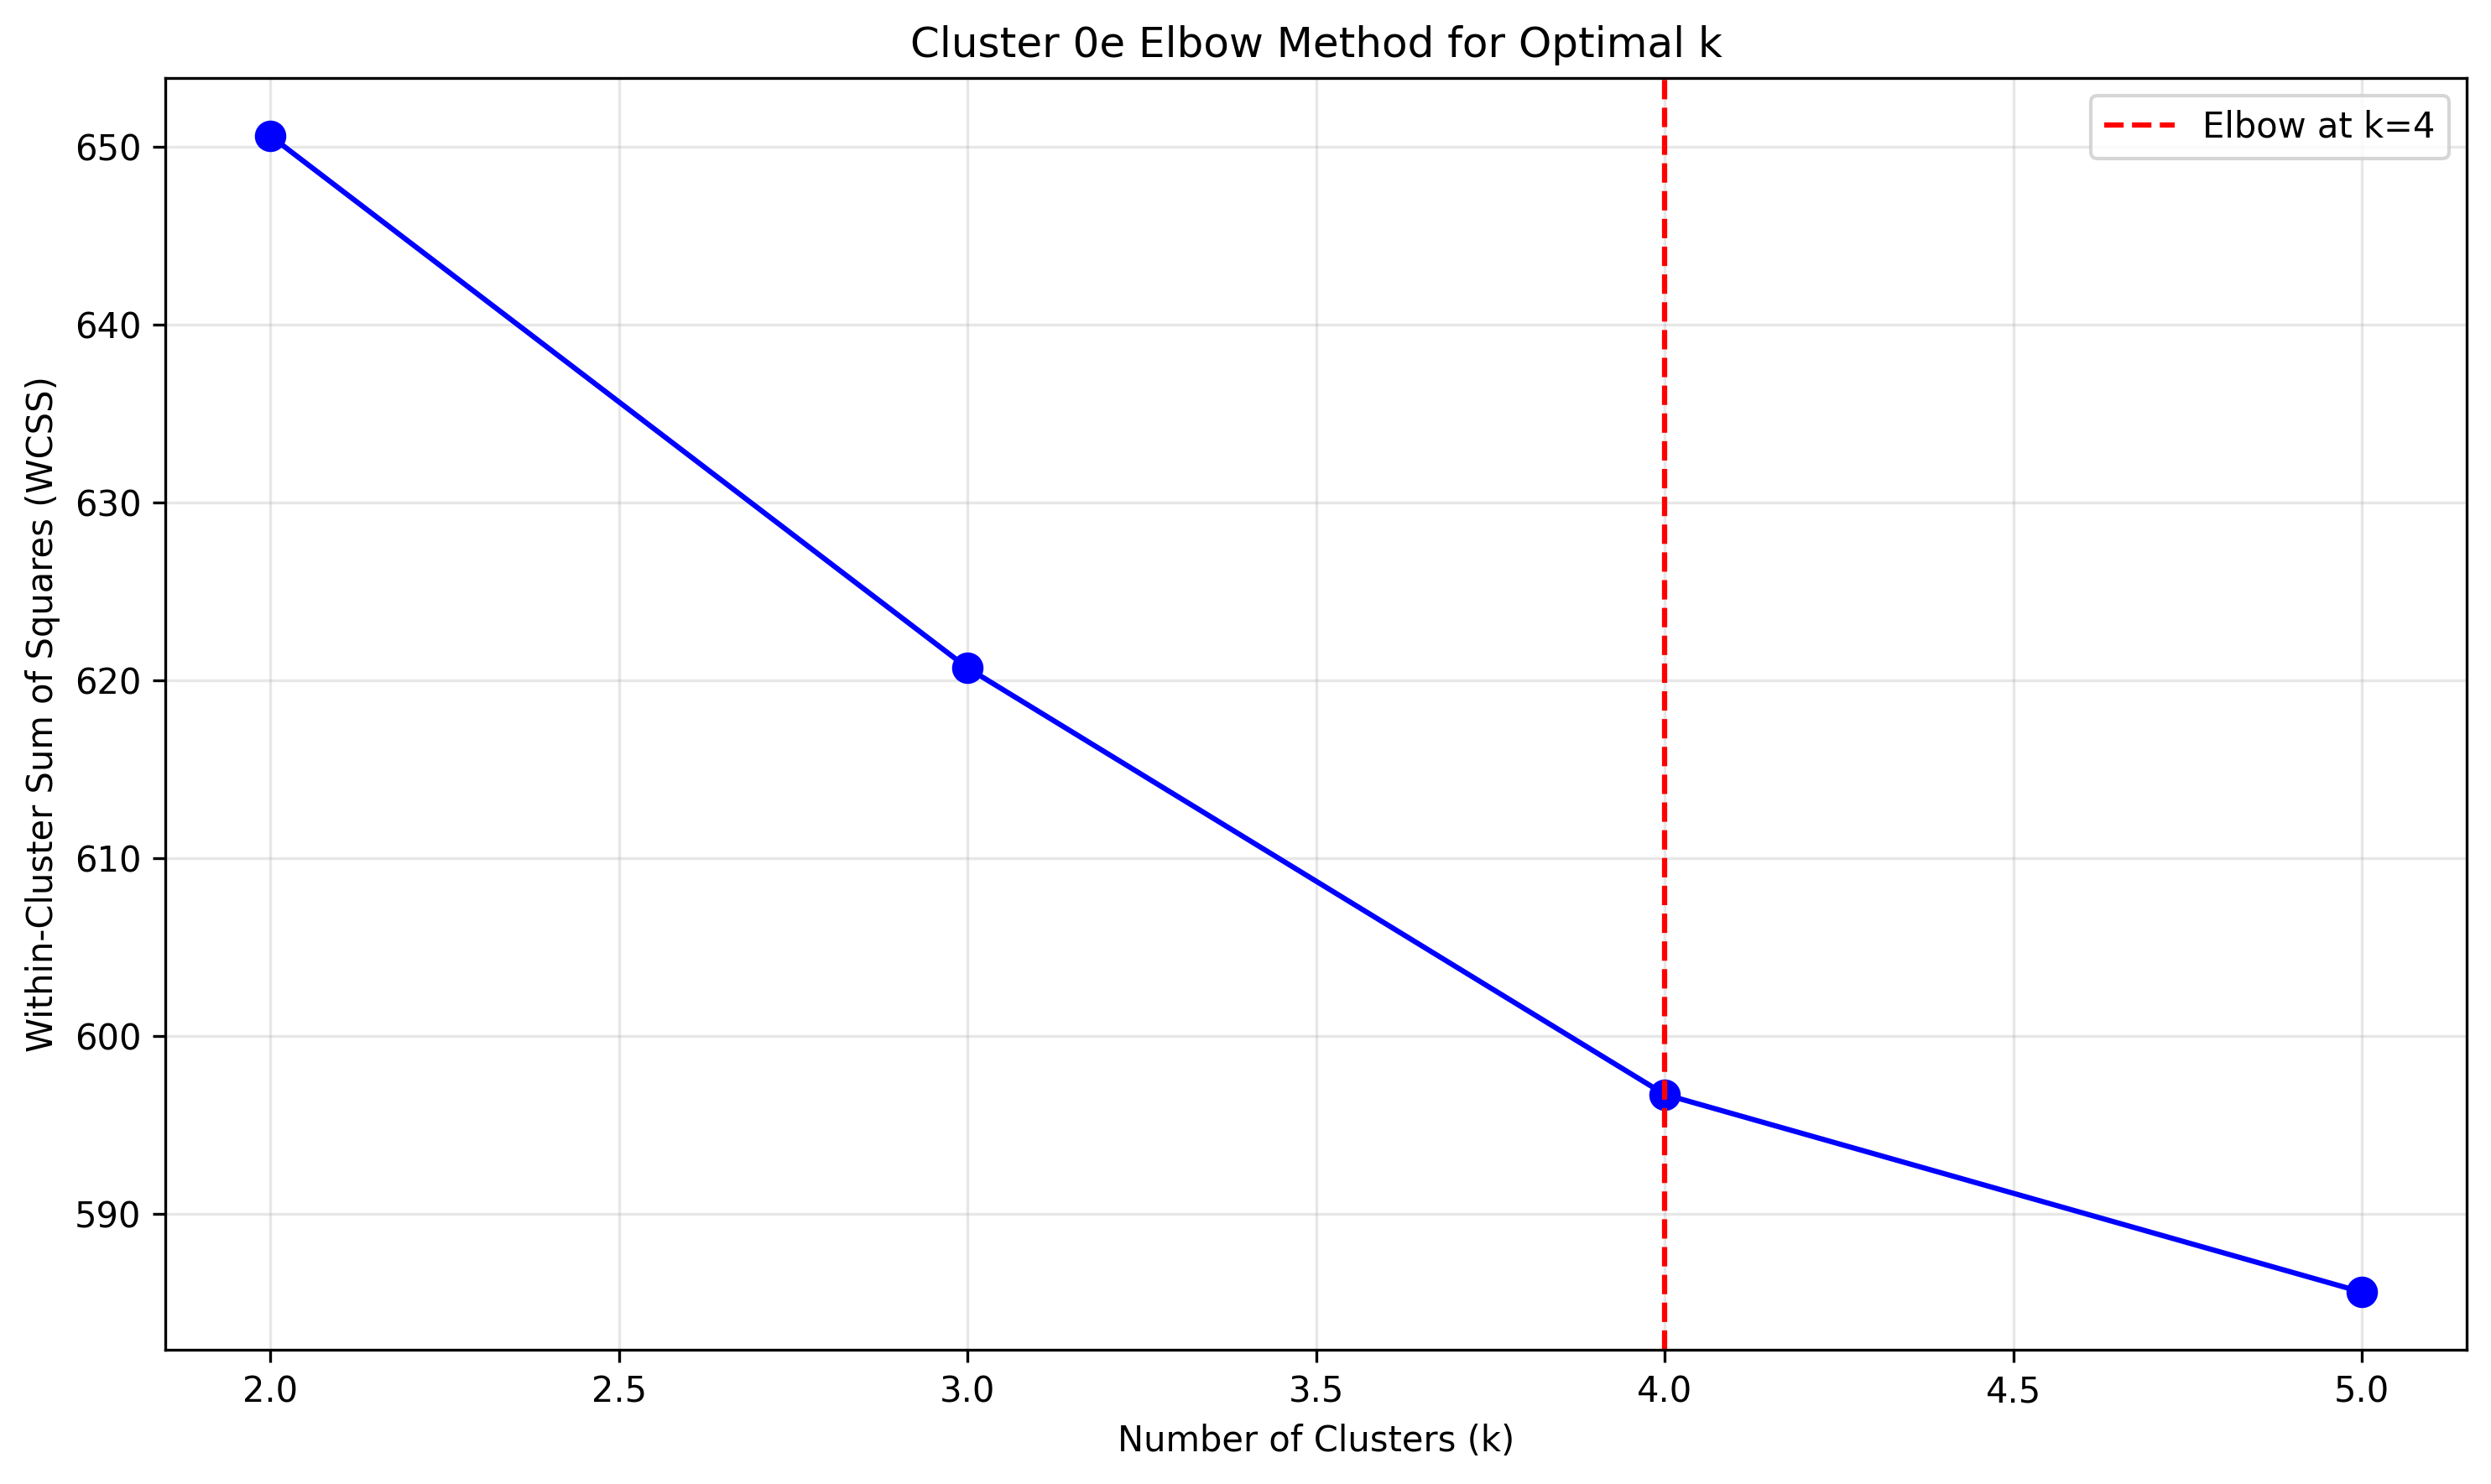 Cluster 0e Elbow Method for Optimal k
Elbow at k=4
Within-Cluster Sum of Squares (WCSS)
650
640
630
620
610
600
590
2.0 2.5 3.0 3.5 4.0 4.5 5.0
Number of Clusters (k)